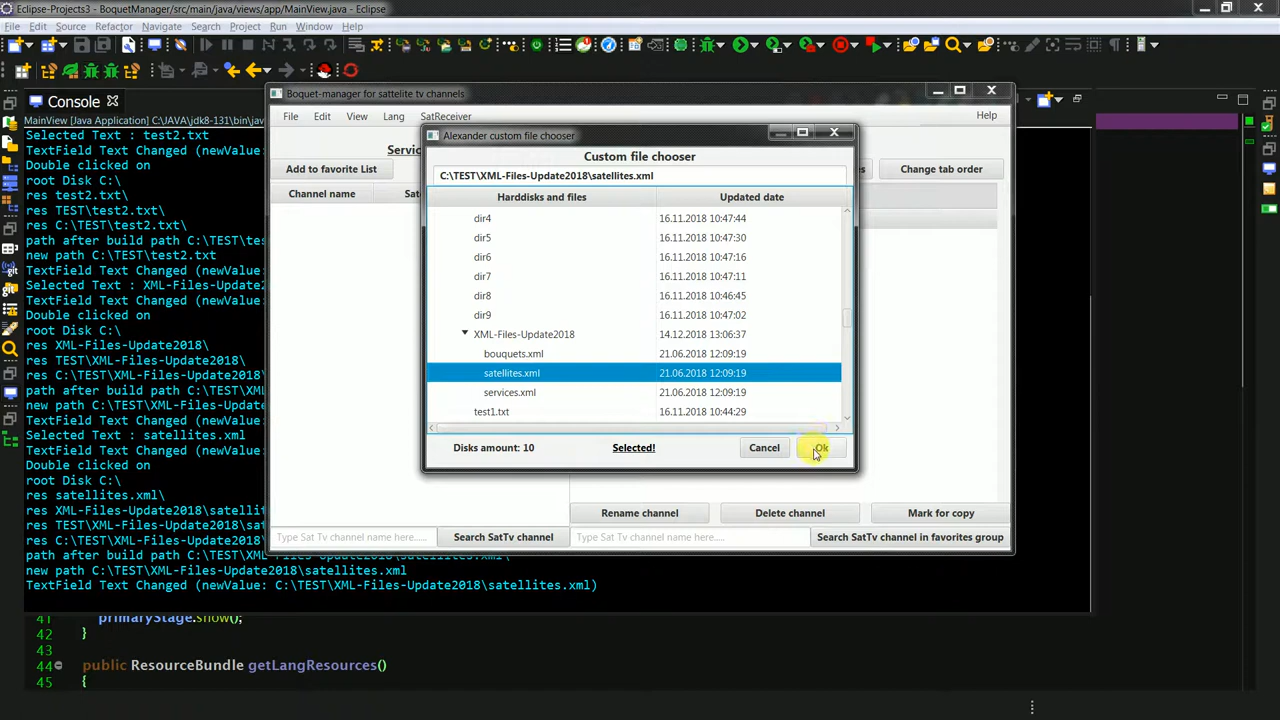 Eclipse-Projects3 - BoquetManager/src/main/java/views/app/MainView.java - Eclipse
File Edit Source Refactor Navigate Search Project Run Window Help
Console
MainView [Java Application] C:\JAVA\jdk8-131\bin\jav
Selected Text : test2.txt
TextField Text Changed (newValue:
Double clicked on
root Disk C:\
res test2.txt\
res TEST\test2.txt\
res C:\TEST\test2.txt\
path after build path C:\TEST\test
new path C:\TEST\test2.txt
TextField Text Changed (newValue:
Selected Text : XML-Files-Update2
TextField Text Changed (newValue:
Double clicked on
root Disk C:\
res XML-Files-Update2018\
res TEST\XML-Files-Update2018\
res C:\TEST\XML-Files-Update2018\
path after build path C:\TEST\XML
new path C:\TEST\XML-Files-Update2
TextField Text Changed (newValue:
Selected Text : satellites.xml
TextField Text Changed (newValue:
Double clicked on
root Disk C:\
res satellites.xml\
res XML-Files-Update2018\satellit
res TEST\XML-Files-Update2018\sat
res C:\TEST\XML-Files-Update2018\
path after build path C:\TEST\XML-Files-Update2018\satellites.xml\
new path C:\TEST\XML-Files-Update2018\satellites.xml
TextField Text Changed (newValue: C:\TEST\XML-Files-Update2018\satellites.xml)
41 primaryStage.show();
42 }
43
44 public ResourceBundle getLangResources()
45 {
Boquet-manager for sattelite tv channels
File Edit View Lang SatReceiver Help
Servic
Add to favorite List
es
Change tab order
Channel name
Sat
Alexander custom file chooser
Custom file chooser
C:\TEST\XML-Files-Update2018\satellites.xml
Harddisks and files Updated date
dir4 16.11.2018 10:47:44
dir5 16.11.2018 10:47:30
dir6 16.11.2018 10:47:16
dir7 16.11.2018 10:47:11
dir8 16.11.2018 10:46:45
dir9 16.11.2018 10:47:02
XML-Files-Update2018 14.12.2018 13:06:37
bouquets.xml 21.06.2018 12:09:19
satellites.xml 21.06.2018 12:09:19
services.xml 21.06.2018 12:09:19
test1.txt 16.11.2018 10:44:29
Disks amount: 10 Selected! Cancel Ok
Rename channel Delete channel Mark for copy
Type Sat Tv channel name here..... Search SatTv channel Type Sat Tv channel name here..... Search SatTv channel in favorites group